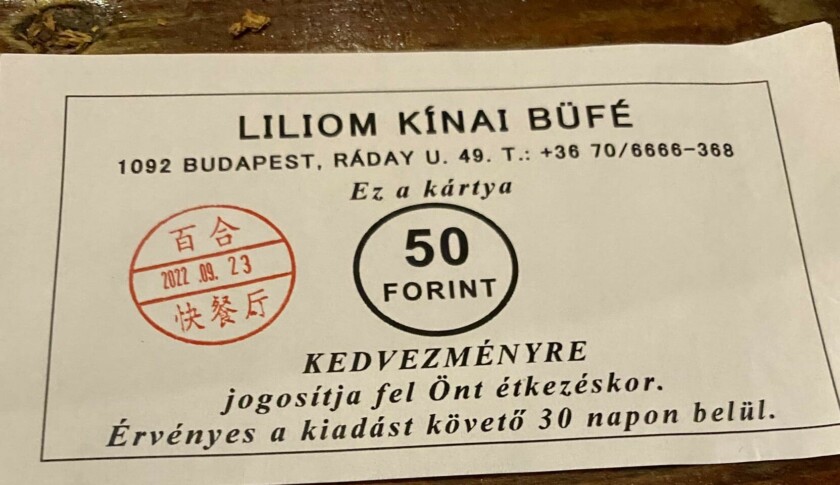 LILIOM KÍNAI BÜFÉ
1092 BUDAPEST, RÁDAY U. 49. T.: +36 70/6666-368
Ez a kártya
百合
2022.09.23
快餐厅
50
FORINT
KEDVEZMÉNYRE
jogosítja fel Önt étkezéskor.
Érvényes a kiadást követő 30 napon belül.